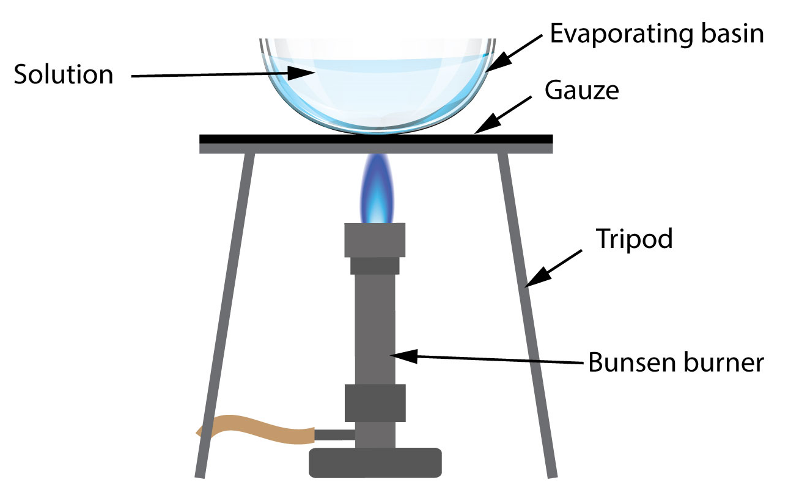 Evaporating basin
Solution
Gauze
Tripod
Bunsen burner